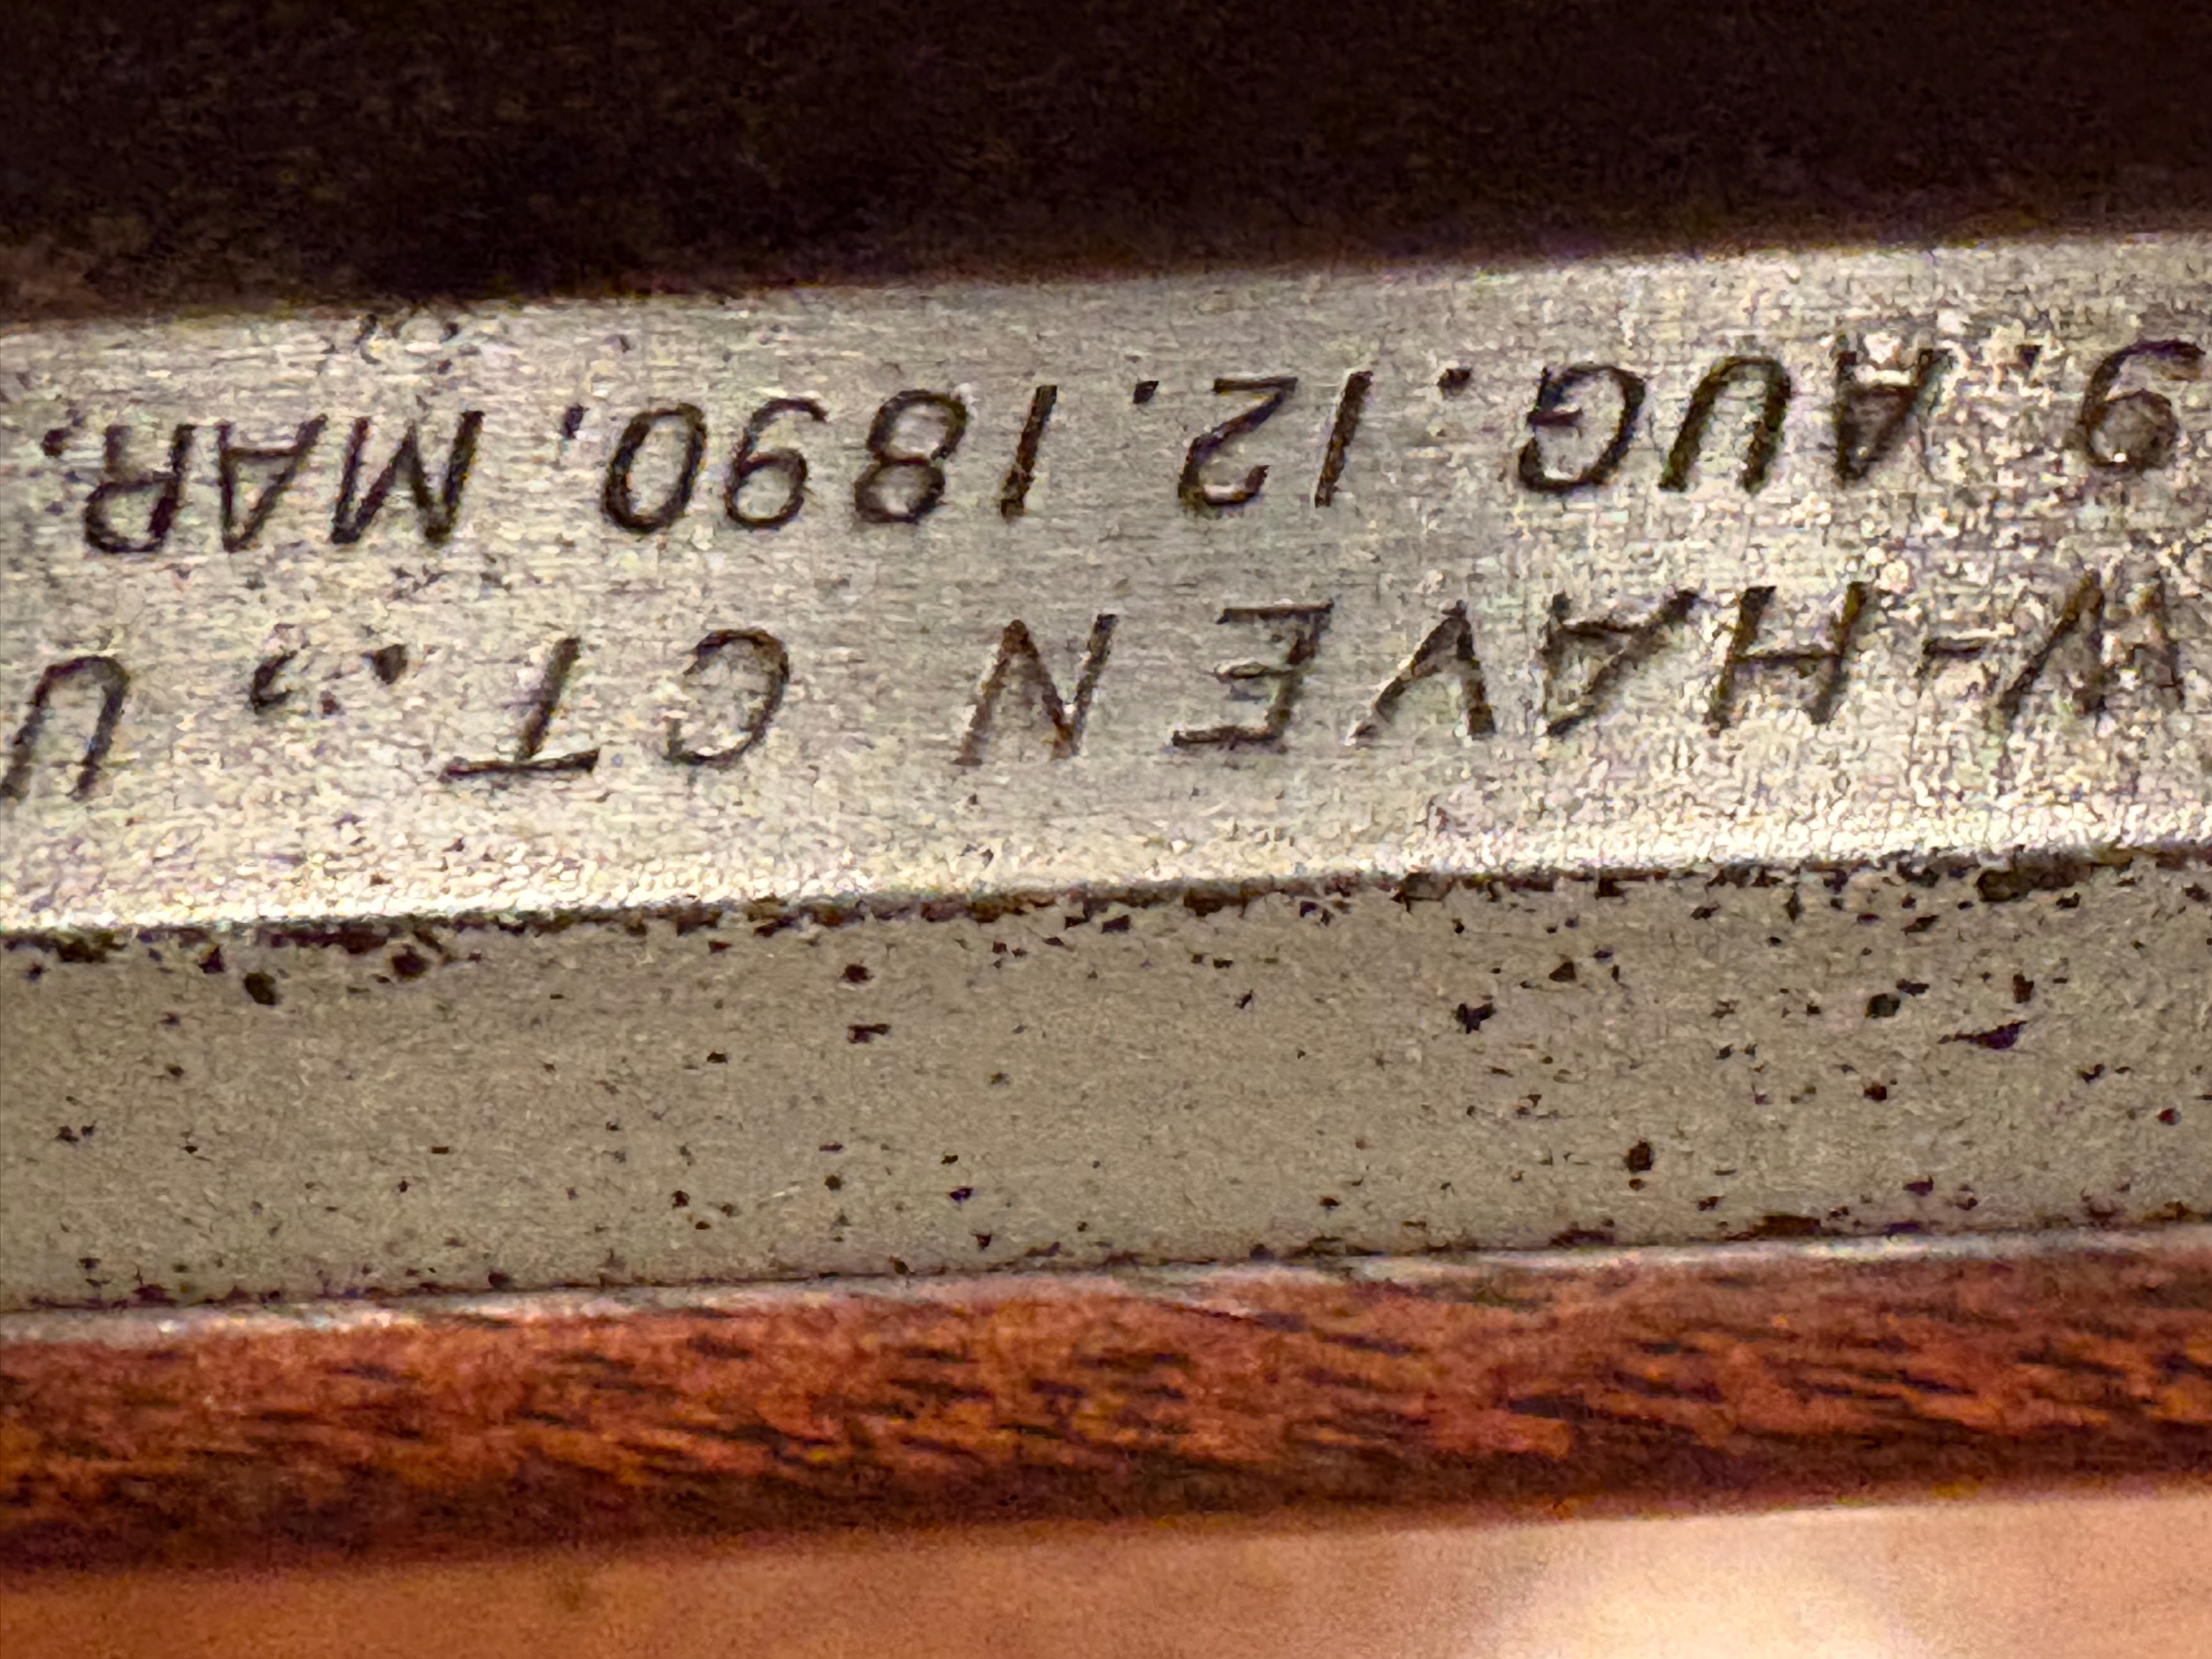 W-HAVEN CT., U
9. AUG. 12. 1890. MAR.